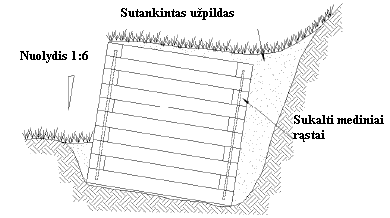 Sutankintas užpildas
Nuolydis 1:6
Sukalti mediniai
rąstai